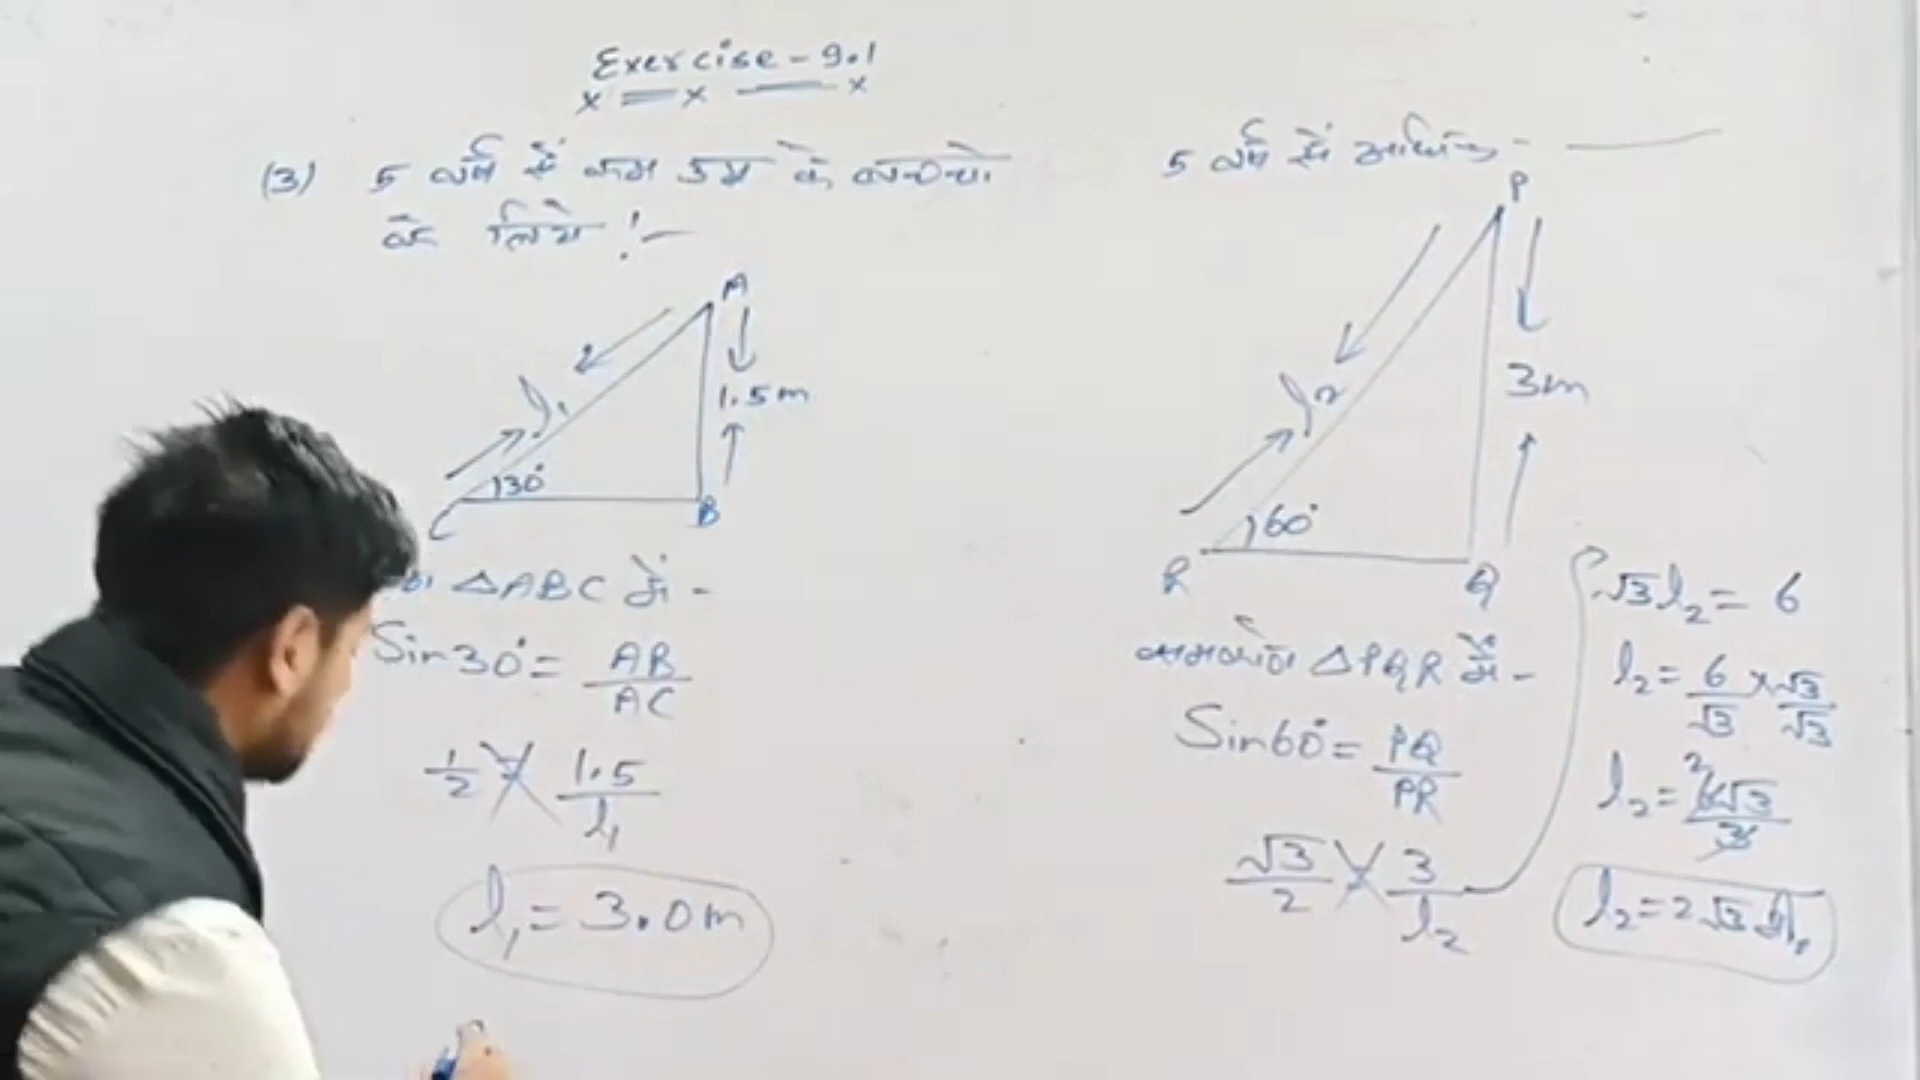 Exercise - 9.1
(3) 5 वर्ष से कम उम्र के बच्चों
के लिये :-
A
l₁
1.5m
30°
C
B
△ABC में -
Sin30° = AB/AC
1/2 = 1.5/l₁
l₁ = 3.0m
5 वर्ष से अधिक -
P
l₂
3m
60°
R
Q
समकोण △PQR में -
Sin60° = PQ/PR
√3/2 = 3/l₂
√3 l₂ = 6
l₂ = 6/√3 × √3/√3
l₂ = 6√3/3
2
l₂ = 2√3